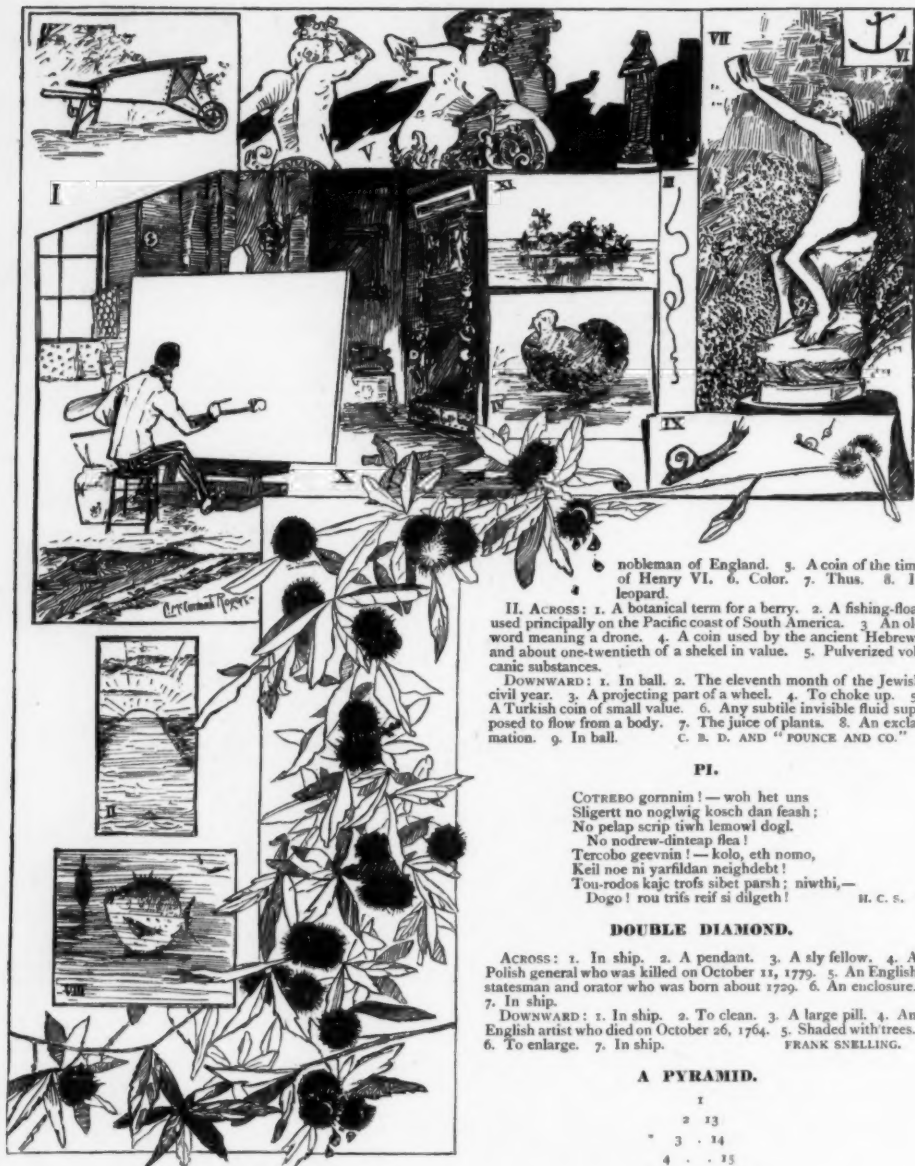 VII
VI
V
I
XI
III
IV
IX
X
II
VIII
nobleman of England. 5. A coin of the tim
of Henry VI. 6. Color. 7. Thus. 8. I
leopard.
II. ACROSS: 1. A botanical term for a berry. 2. A fishing-floa
used principally on the Pacific coast of South America. 3 An ol
word meaning a drone. 4. A coin used by the ancient Hebrew
and about one-twentieth of a shekel in value. 5. Pulverized vol
canic substances.
DOWNWARD: 1. In ball. 2. The eleventh month of the Jewis
civil year. 3. A projecting part of a wheel. 4. To choke up.
A Turkish coin of small value. 6. Any subtile invisible fluid sup
posed to flow from a body. 7. The juice of plants. 8. An excla
mation. 9. In ball. C. B. D. AND "POUNCE AND CO."
PI.
COTREBO gornnim!—woh het uns
Sligertt no noglwig kosch dan feash;
No pelap scrip tiwh lemowl dogl.
No nodrew-dinteap flea!
Tercobo geevnin!—kolo, eth nomo,
Keil noe ni yarfildan neighdebt!
Tou-rodos kajc trofs sibet parsh; niwthi,—
Dogo! rou trifs reif si dilgeth! H. C. S.
DOUBLE DIAMOND.
ACROSS: 1. In ship. 2. A pendant. 3. A sly fellow. 4. A
Polish general who was killed on October 11, 1779. 5. An English
statesman and orator who was born about 1729. 6. An enclosure.
7. In ship.
DOWNWARD: 1. In ship. 2. To clean. 3. A large pill. 4. An
English artist who died on October 26, 1764. 5. Shaded with trees.
6. To enlarge. 7. In ship. FRANK SNELLING.
A PYRAMID.
1
2 13
3 . 14
4 . . 15